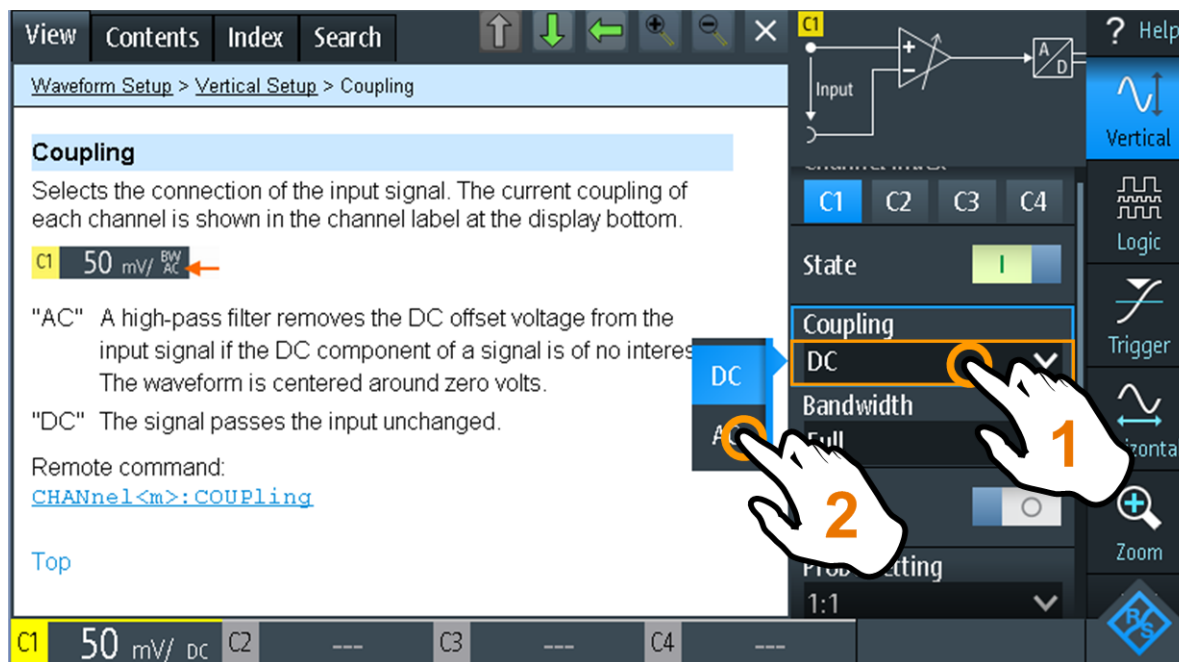 View Contents Index Search
Waveform Setup > Vertical Setup > Coupling
Coupling
Selects the connection of the input signal. The current coupling of
each channel is shown in the channel label at the display bottom.
C1 50 mV/ BW
AC
"AC" A high-pass filter removes the DC offset voltage from the
input signal if the DC component of a signal is of no interes
The waveform is centered around zero volts.
"DC" The signal passes the input unchanged.
Remote command:
CHANnel<m>:COUPling
Top
DC
AC
2
C1
Input
+
-
A/D
C1 C2 C3 C4
State
I
Coupling
DC
1
Bandwidth
Full
1:1
? Help
Vertical
Logic
Trigger
Zoom
R&S
C1 50 mV/ DC C2 --- C3 --- C4 ---